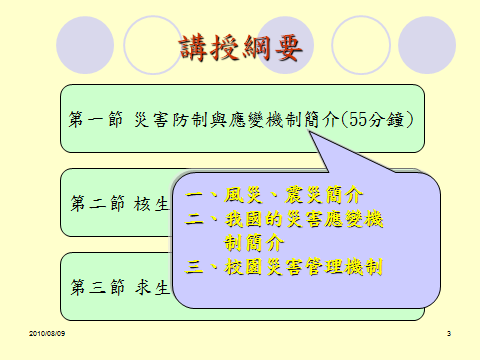 講授綱要
第一節 災害防制與應變機制簡介(55分鐘)
第二節 核生
第三節 求生
一、風災、震災簡介
二、我國的災害應變機
制簡介
三、校園災害管理機制
2010/08/09
3